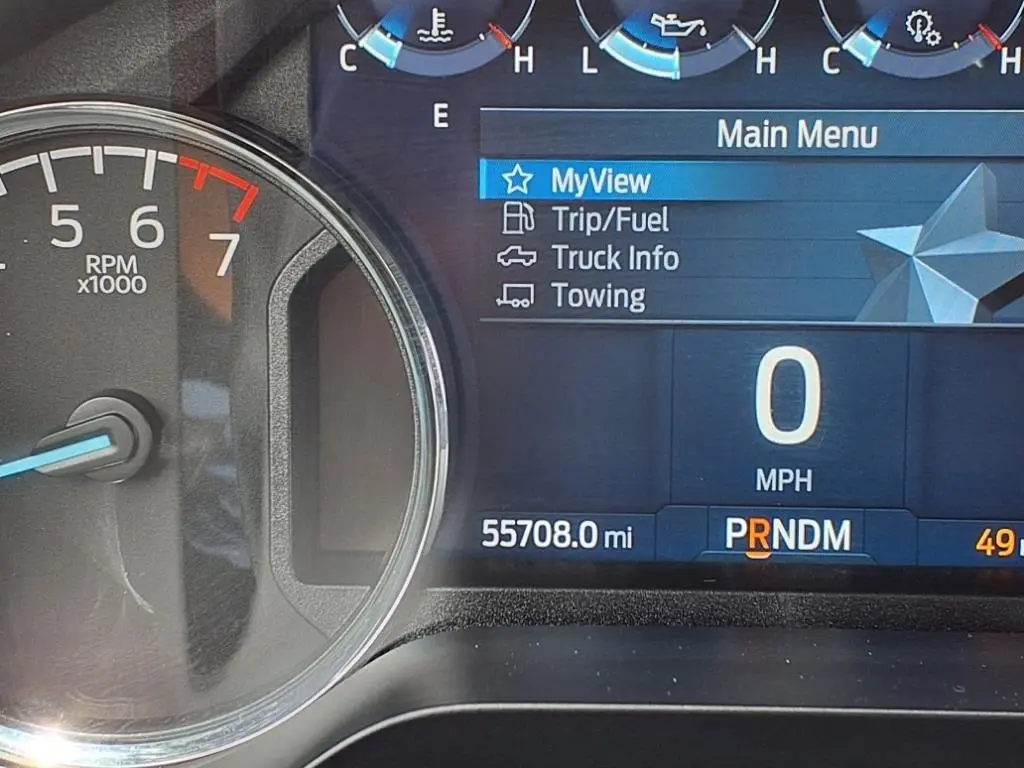 C H L H C H
E
Main Menu
MyView
Trip/Fuel
Truck Info
Towing
5 6 7
RPM
x1000
0
MPH
55708.0 mi
PRNDM
49